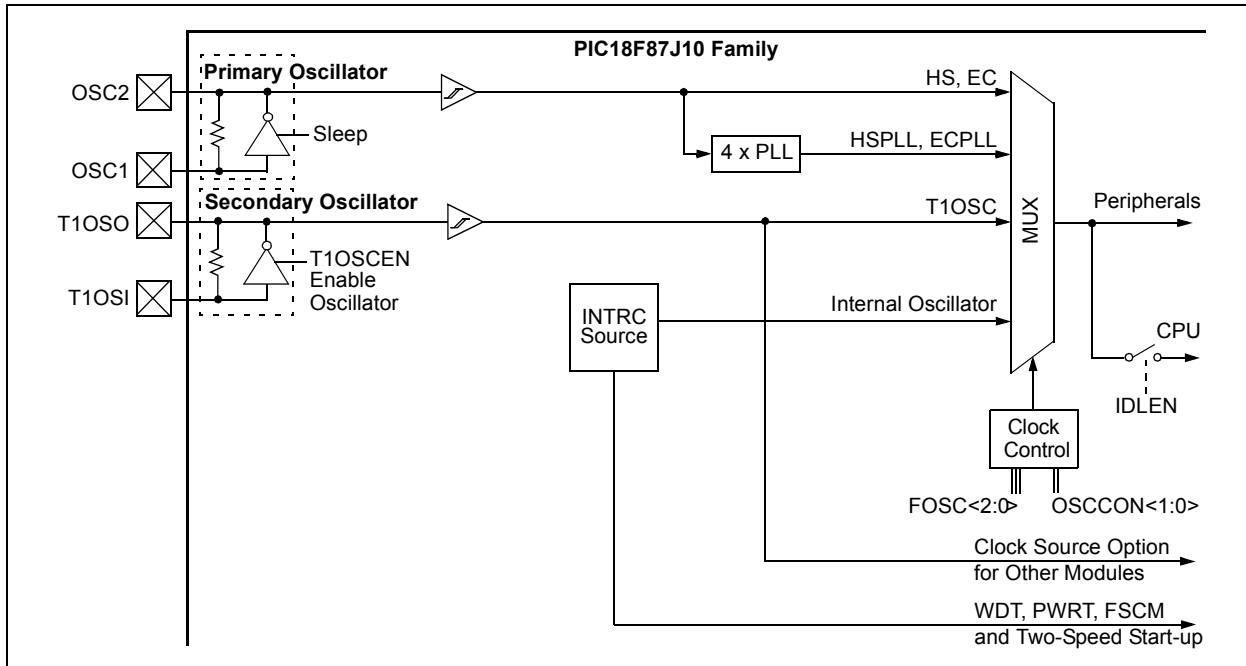 PIC18F87J10 Family
Primary Oscillator
OSC2
HS, EC
Sleep
4 x PLL
HSPLL, ECPLL
OSC1
Secondary Oscillator
T1OSO
T1OSC
Peripherals
MUX
T1OSCEN
Enable
Oscillator
T1OSI
INTRC
Source
Internal Oscillator
CPU
IDLEN
Clock
Control
FOSC<2:0>
OSCCON<1:0>
Clock Source Option
for Other Modules
WDT, PWRT, FSCM
and Two-Speed Start-up